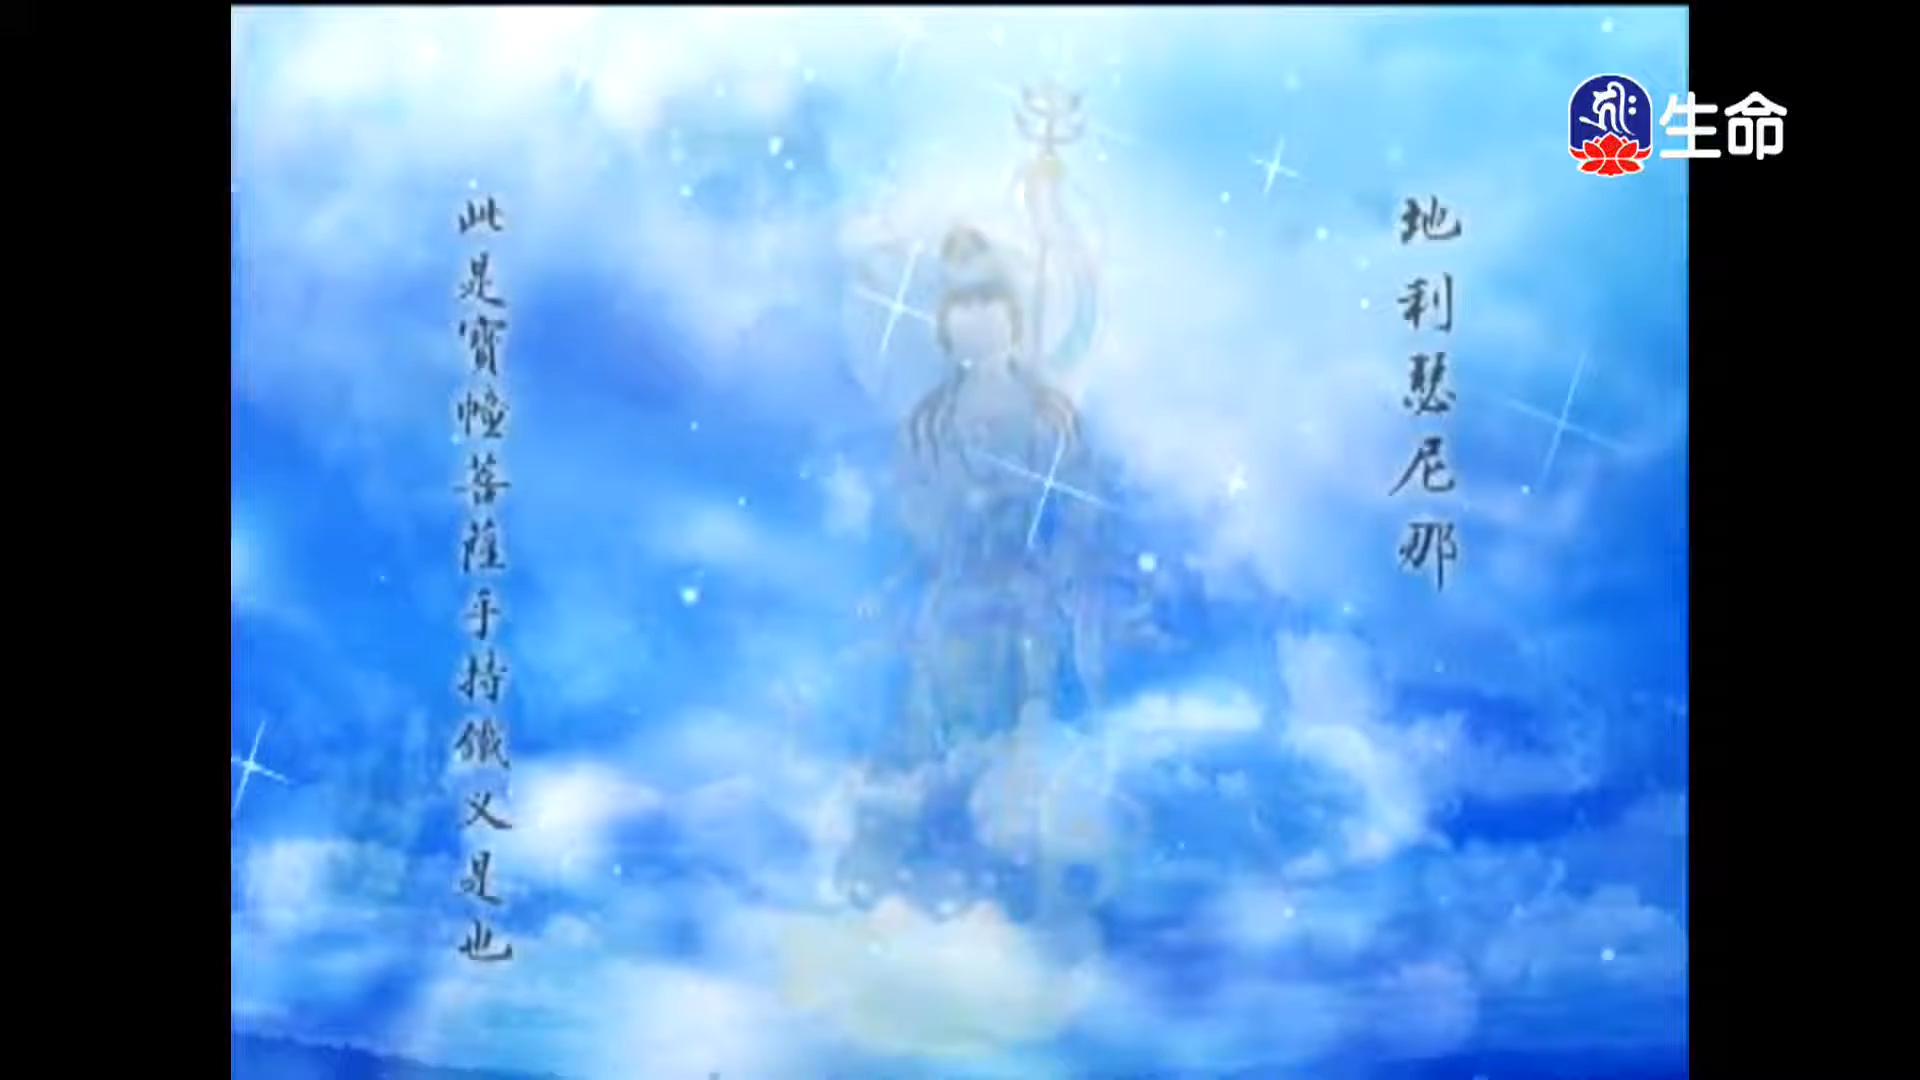 生命
地利瑟尼那
此是寶幢菩薩手持鐵叉是也